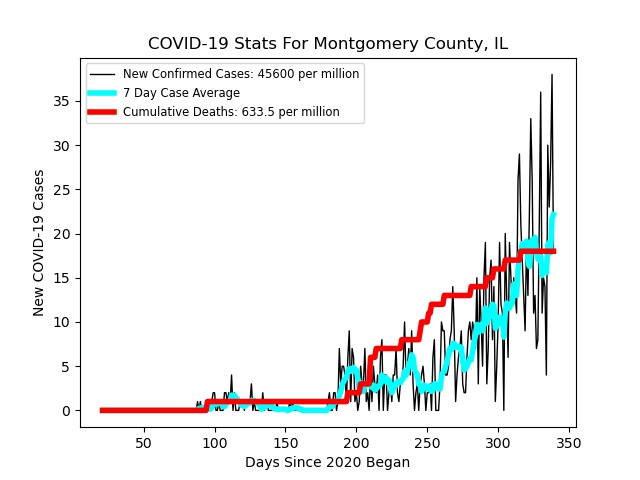 COVID-19 Stats For Montgomery County, IL
New Confirmed Cases: 45600 per million
7 Day Case Average
Cumulative Deaths: 633.5 per million
New COVID-19 Cases
35
30
25
20
15
10
5
0
50
100
150
200
250
300
350
Days Since 2020 Began